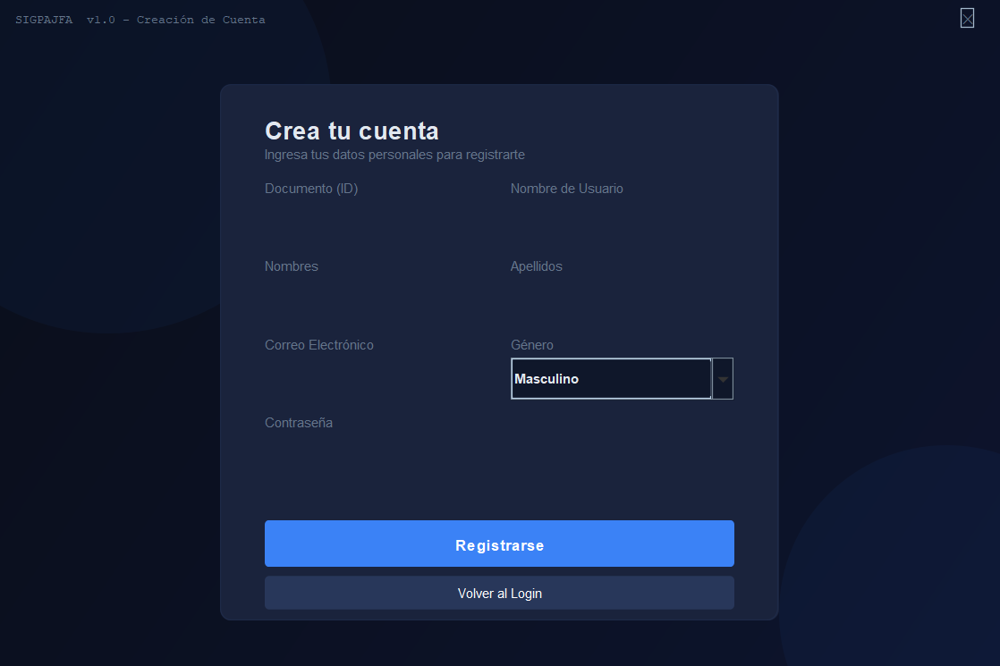 SIGPAJFA  v1.0 - Creación de Cuenta
Crea tu cuenta
Ingresa tus datos personales para registrarte
Documento (ID)
Nombre de Usuario
Nombres
Apellidos
Correo Electrónico
Género
Masculino
Contraseña
Registrarse
Volver al Login